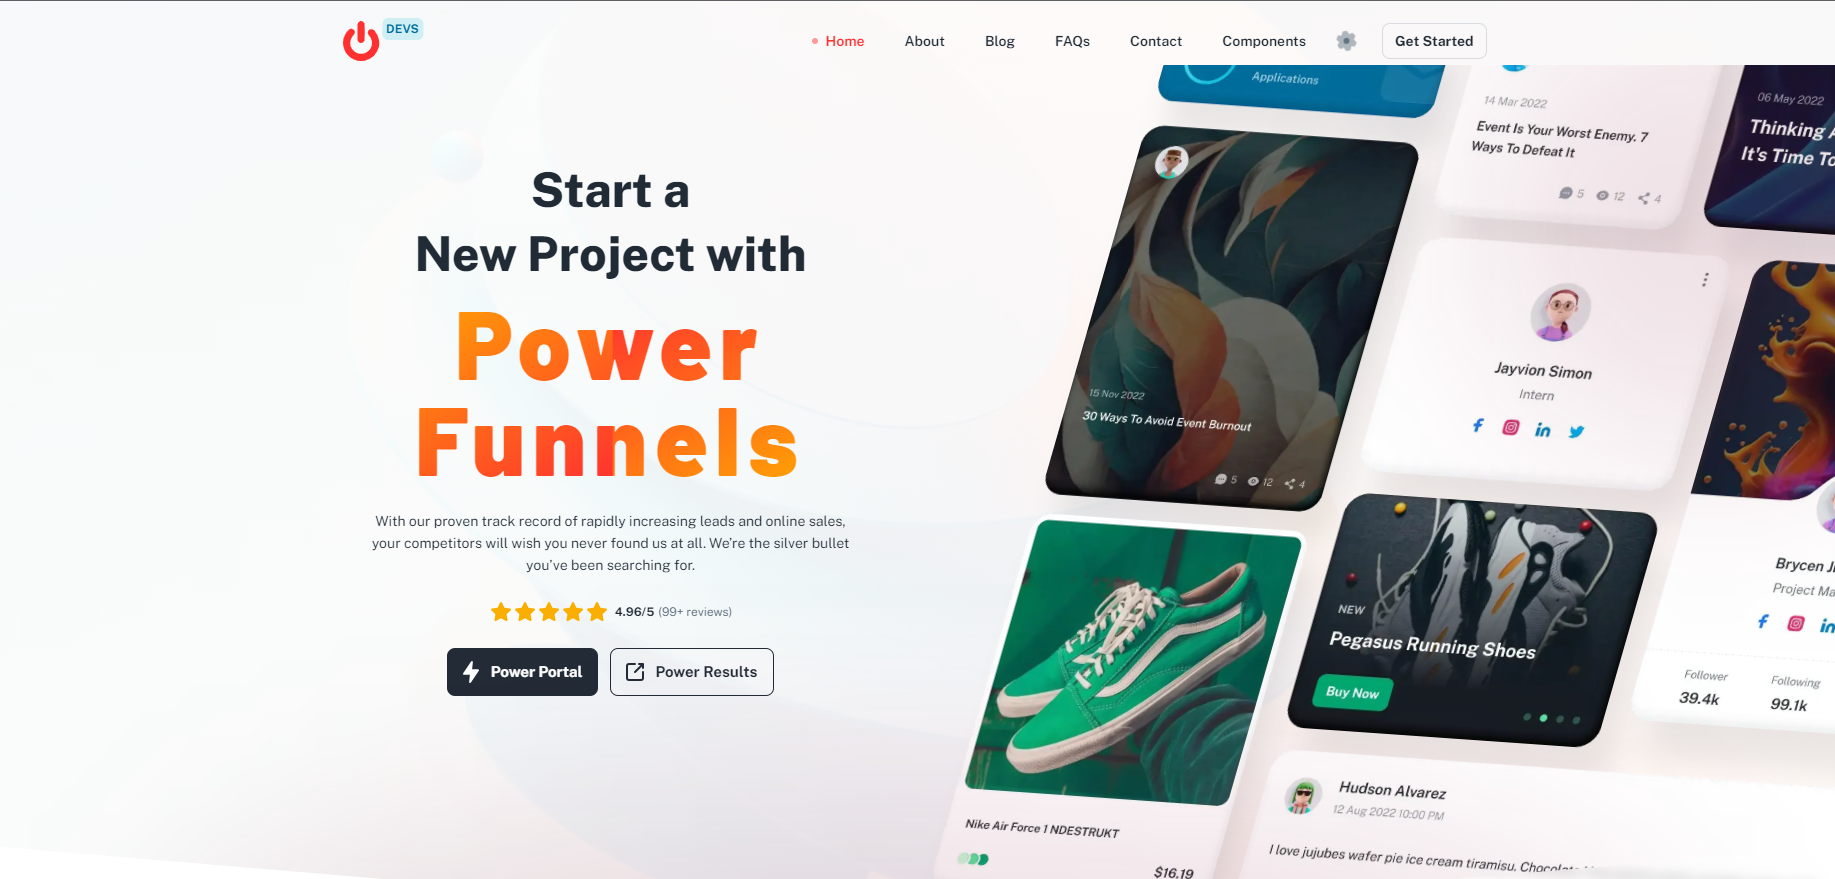 DEVS
Home
About
Blog
FAQs
Contact
Components
Get Started
Start a
New Project with
Power
Funnels
With our proven track record of rapidly increasing leads and online sales,
your competitors will wish you never found us at all. We're the silver bullet
you've been searching for.
4.96/5 (99+ reviews)
Power Portal
Power Results
Applications
14 Mar 2022
Event Is Your Worst Enemy. 7
Ways To Defeat It
5 12 4
06 May 2022
Thinking
It's Time To
15 Nov 2022
30 Ways To Avoid Event Burnout
5 12 4
Jayvion Simon
Intern
NEW
Pegasus Running Shoes
Buy Now
Brycen
Project
Follower
39.4k
Following
99.1k
Nike Air Force 1 NDESTRUKT
$16.19
Hudson Alvarez
12 Aug 2022 10:00 PM
I love jujubes wafer pie ice cream tiramisu. Chocolate